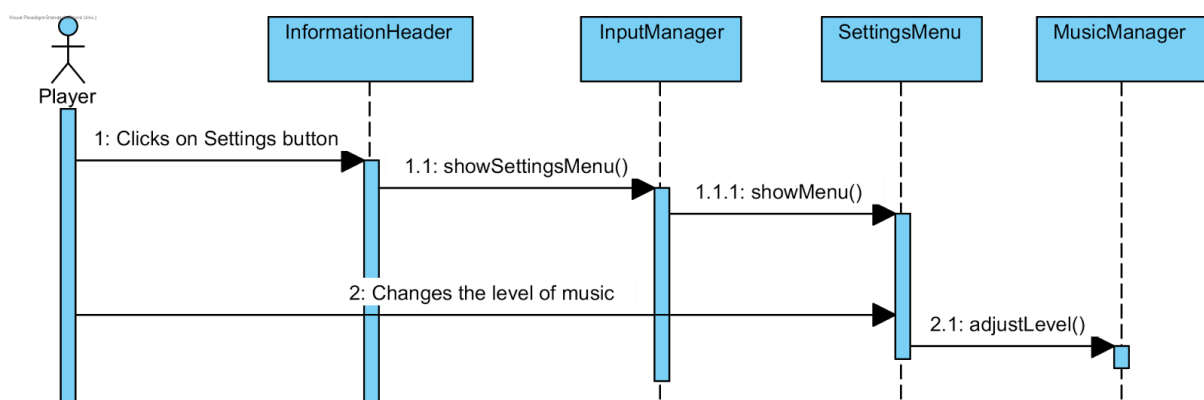 InformationHeader
InputManager
SettingsMenu
MusicManager
Player
1: Clicks on Settings button
1.1: showSettingsMenu()
1.1.1: showMenu()
2: Changes the level of music
2.1: adjustLevel()